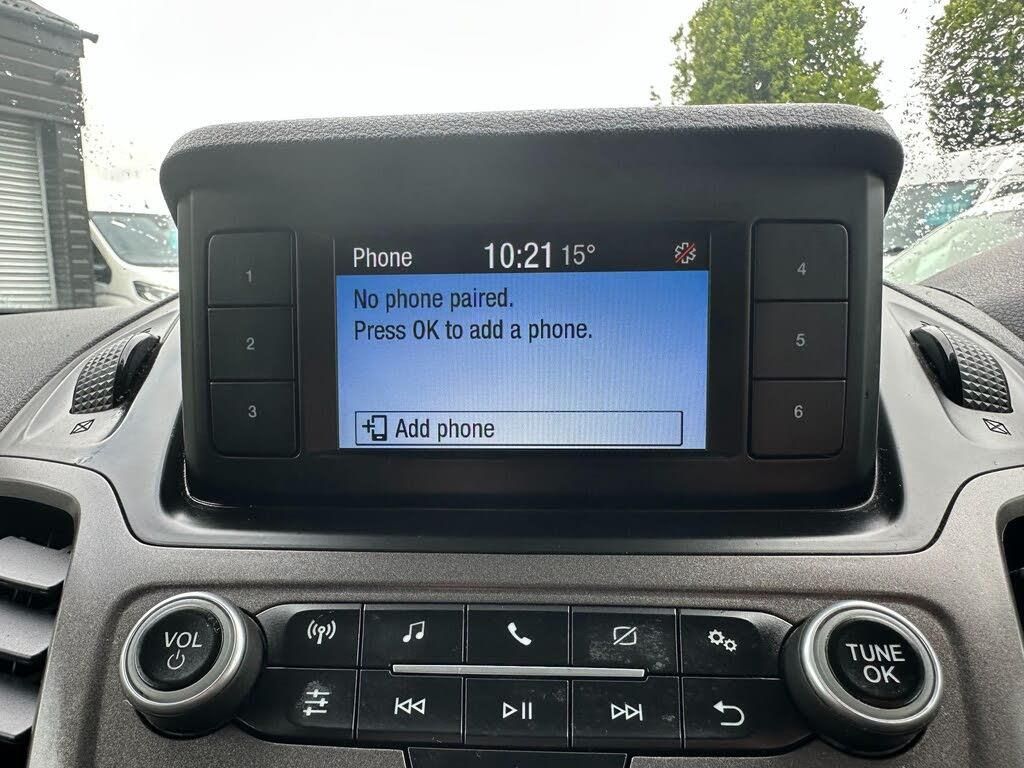 Phone 10:21 15°
No phone paired.
Press OK to add a phone.
Add phone
1
2
3
4
5
6
VOL
TUNE
OK